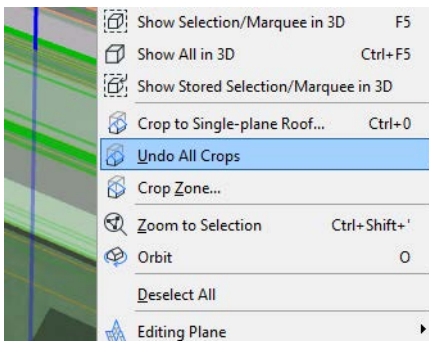 Show Selection/Marquee in 3D F5
Show All in 3D Ctrl+F5
Show Stored Selection/Marquee in 3D
Crop to Single-plane Roof... Ctrl+0
Undo All Crops
Crop Zone...
Zoom to Selection Ctrl+Shift+'
Orbit O
Deselect All
Editing Plane